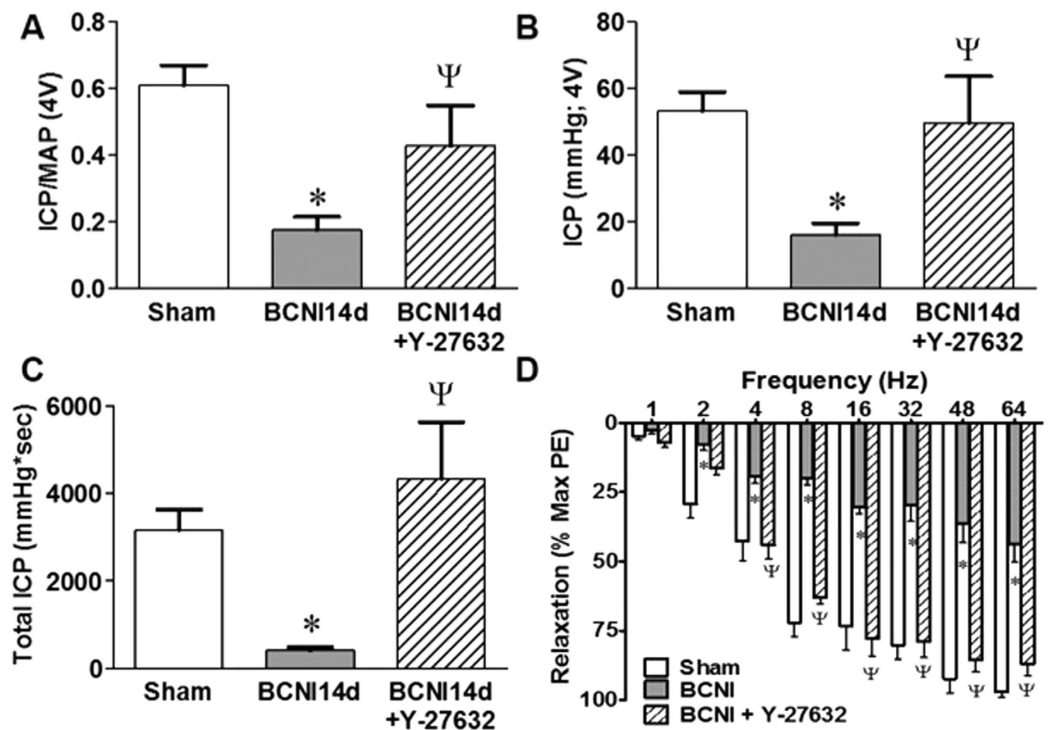 A
0.8
0.6
0.4
0.2
0.0
ICP/MAP (4V)
*
Ψ
Sham
BCNI14d
BCNI14d
+Y-27632
B
80
60
40
20
0
ICP (mmHg; 4V)
*
Ψ
Sham
BCNI14d
BCNI14d
+Y-27632
C
6000
4000
2000
0
Total ICP (mmHg*sec)
*
Ψ
Sham
BCNI14d
BCNI14d
+Y-27632
D
Frequency (Hz)
1 2 4 8 16 32 48 64
0
25
50
75
100
Relaxation (% Max PE)
* * * * * * *
Ψ Ψ Ψ Ψ Ψ Ψ
Sham
BCNI
BCNI + Y-27632